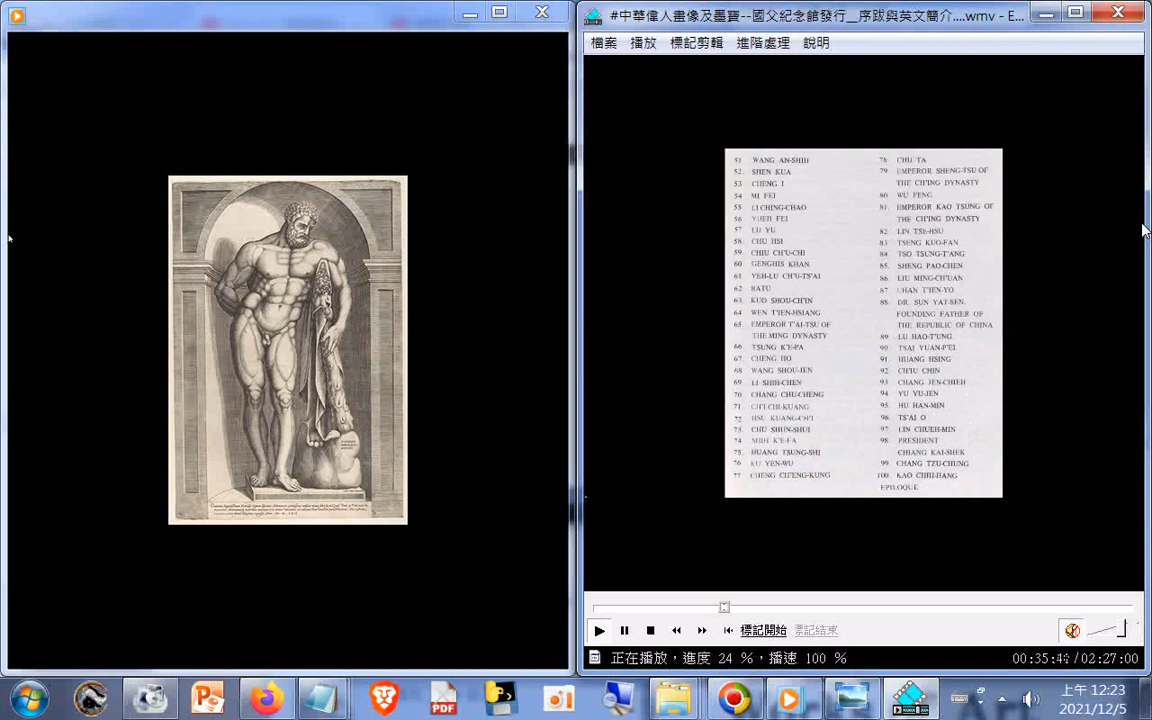 #中華偉人畫像及墨寶--國父紀念館發行__序跋與英文簡介....wmv - E...
檔案 播放 標記剪輯 進階處理 說明
51 WANG AN-SHIH
52. SHEN KUA
53 CHENG I
54 MI FEI
55 LI CHING-CHAO
56 YUEH FEI
57 LU YU
58. CHU HSI
59. CHIU CH'U-CHI
60 GENGHIS KHAN
61 YEH-LU CH'U-TS'AI
62 BATU
63. KUO SHOU-CH'IN
64 WEN T'IEN-HSIANG
65. EMPEROR T'AI-TSU OF
THE MING DYNASTY
66 TSUNG K'E-PA
67. CHENG HO
68 WANG SHOU-JEN
69 LI SHIH-CHEN
70 CHANG CHU-CHENG
71. CH'I CHI-KUANG
72 HSU KUANG-CH'I
73. CHU SHUN-SHUI
74 SHIH K'E-FA
75. HUANG TSUNG-SHI
76 KU YEN-WU
77 CHENG CH'ENG-KUNG
78 CHU TA
79 EMPEROR SHENG-TSU OF
THE CH'ING DYNASTY
80 WU FENG
81. EMPEROR KAO TSUNG OF
THE CH'ING DYNASTY
82 LIN TSE-HSU
83 TSENG KUO-FAN
84 TSO TSUNG-T'ANG
85. SHENG PAO-CHEN
86 LIU MING-CH'UAN
87 CHAN T'IEN-YO
88. DR. SUN YAT-SEN,
FOUNDING FATHER OF
THE REPUBLIC OF CHINA
89 LU HAO-T'UNG
90 TSAI YUAN-P'EI
91. HUANG HSING
92 CH'IU CHIN
93 CHANG JEN-CHIEH
94 YU YU-JEN
95. HU HAN-MIN
96. TS'AI O
97 LIN CHUEH-MIN
98. PRESIDENT
CHIANG KAI-SHEK
99 CHANG TZU-CHUNG
100 KAO CHIH-HANG
EPILOQUE
標記開始 標記結束
正在播放，進度 24 %，播速 100 %
00:35:49/02:27:00
PDF
上午 12:23
2021/12/5